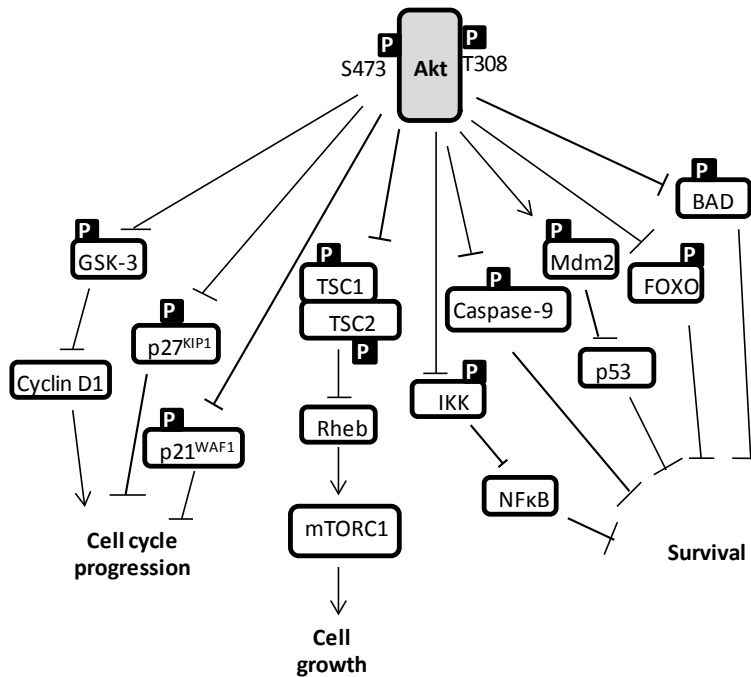 P
P
S473
Akt
T308
P
BAD
P
GSK-3
P
TSC1
TSC2
P
P
Mdm2
P
FOXO
P
Caspase-9
P
p27KIP1
Cyclin D1
p53
P
IKK
P
p21WAF1
Rheb
NFκB
mTORC1
Cell cycle
progression
Survival
Cell
growth